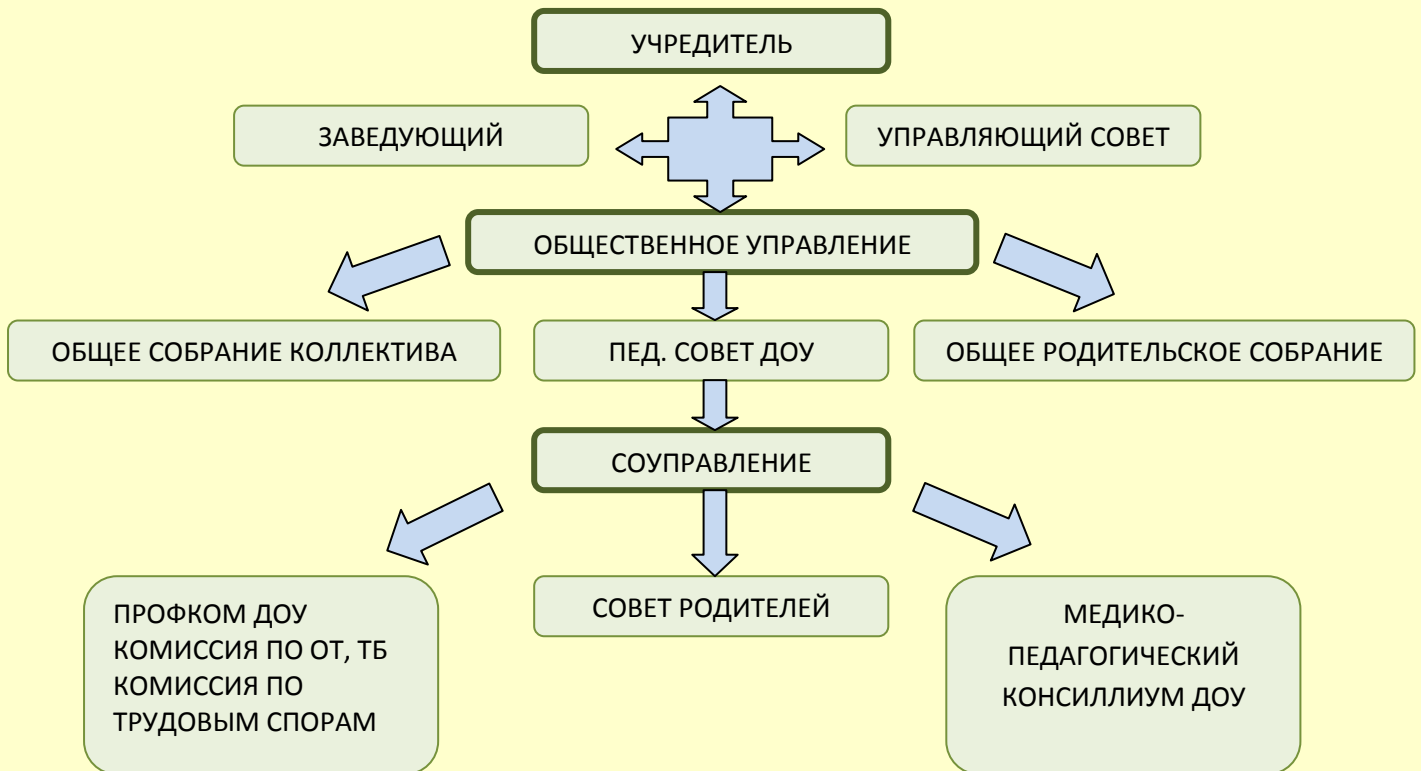 УЧРЕДИТЕЛЬ
ЗАВЕДУЮЩИЙ
УПРАВЛЯЮЩИЙ СОВЕТ
ОБЩЕСТВЕННОЕ УПРАВЛЕНИЕ
ОБЩЕЕ СОБРАНИЕ КОЛЛЕКТИВА
ПЕД. СОВЕТ ДОУ
ОБЩЕЕ РОДИТЕЛЬСКОЕ СОБРАНИЕ
СОУПРАВЛЕНИЕ
ПРОФКОМ ДОУ
КОМИССИЯ ПО ОТ, ТБ
КОМИССИЯ ПО
ТРУДОВЫМ СПОРАМ
СОВЕТ РОДИТЕЛЕЙ
МЕДИКО-
ПЕДАГОГИЧЕСКИЙ
КОНСИЛЛИУМ ДОУ